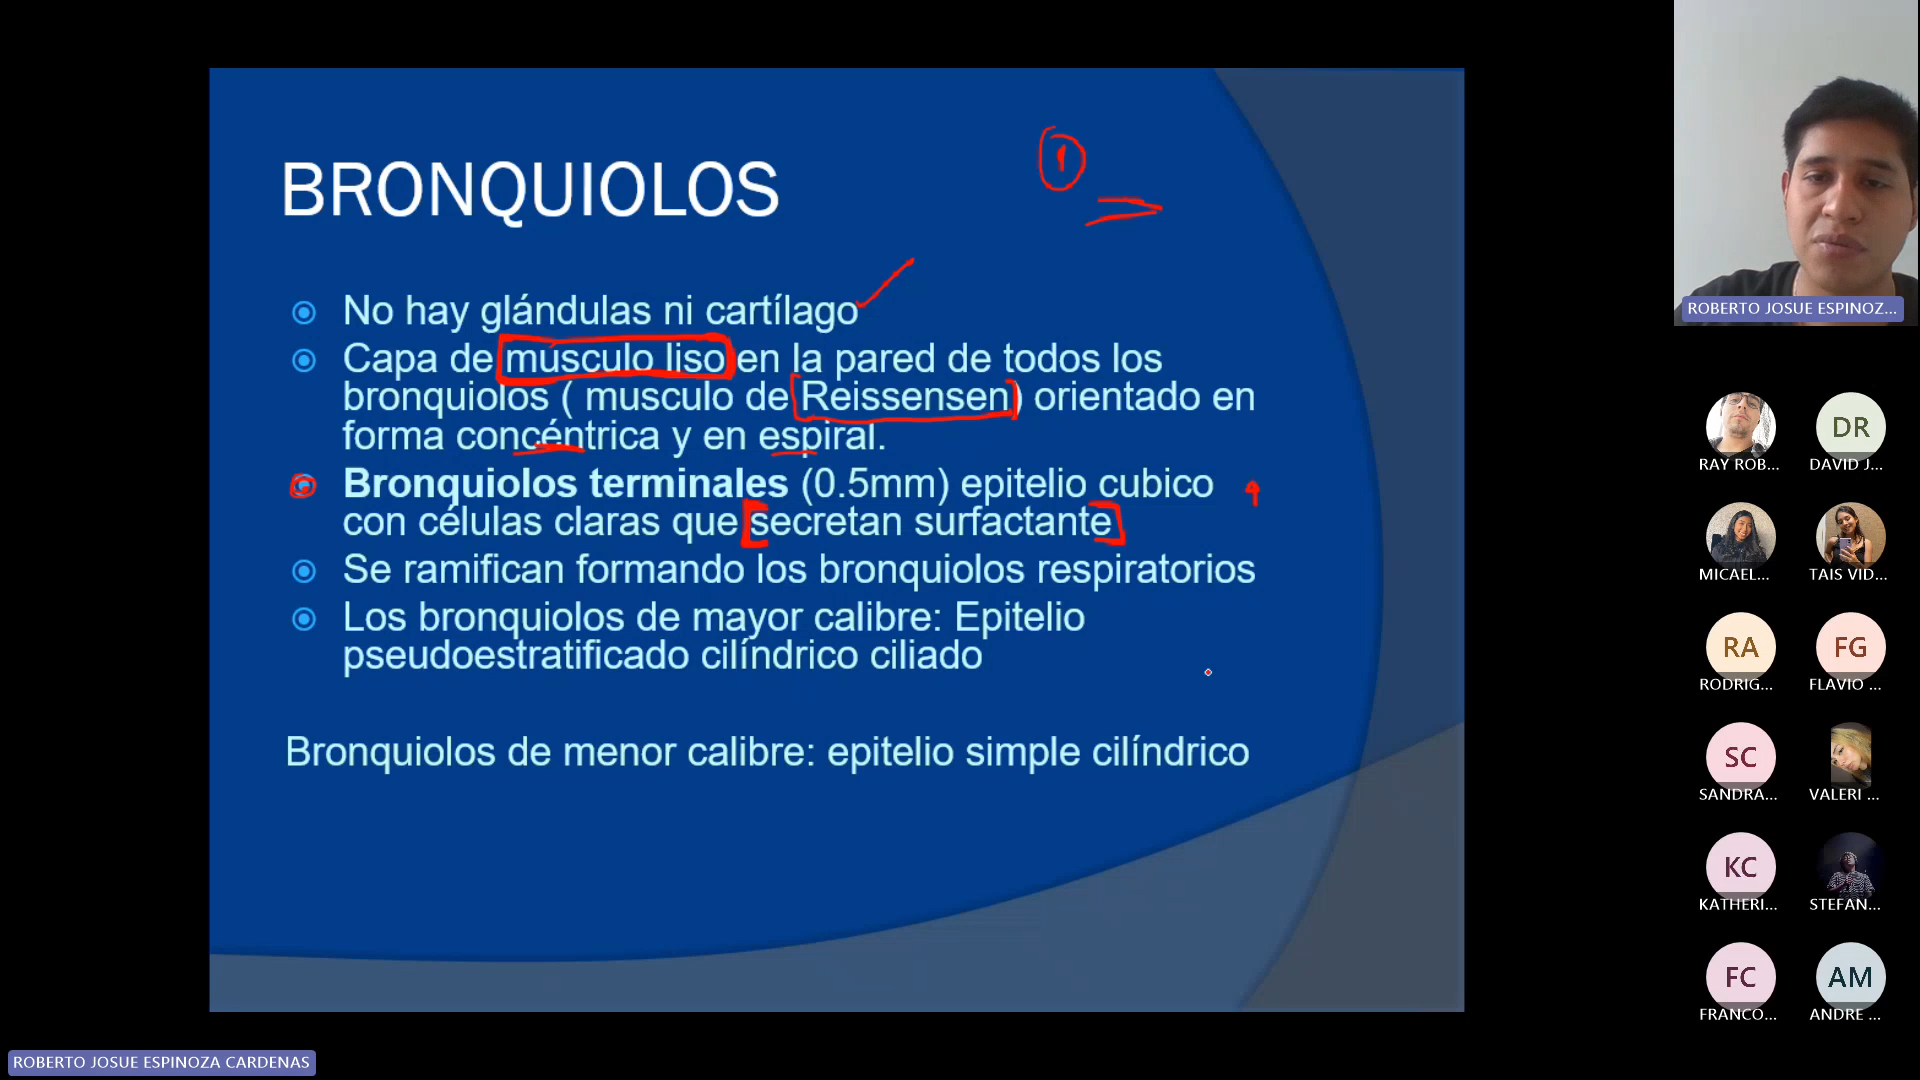 BRONQUIOLOS
1
No hay glándulas ni cartílago
Capa de músculo liso en la pared de todos los
bronquiolos ( musculo de Reissensen) orientado en
forma concéntrica y en espiral.
Bronquiolos terminales (0.5mm) epitelio cubico
con células claras que secretan surfactante
Se ramifican formando los bronquiolos respiratorios
Los bronquiolos de mayor calibre: Epitelio
pseudoestratificado cilíndrico ciliado
Bronquiolos de menor calibre: epitelio simple cilíndrico
ROBERTO JOSUE ESPINOZ...
RAY ROB...
DR
DAVID J...
MICAEL...
TAIS VID...
RA
RODRIG...
FG
FLAVIO ...
SC
SANDRA...
VALERI ...
KC
KATHERI...
STEFAN...
FC
FRANCO...
AM
ANDRE ...
ROBERTO JOSUE ESPINOZA CARDENAS